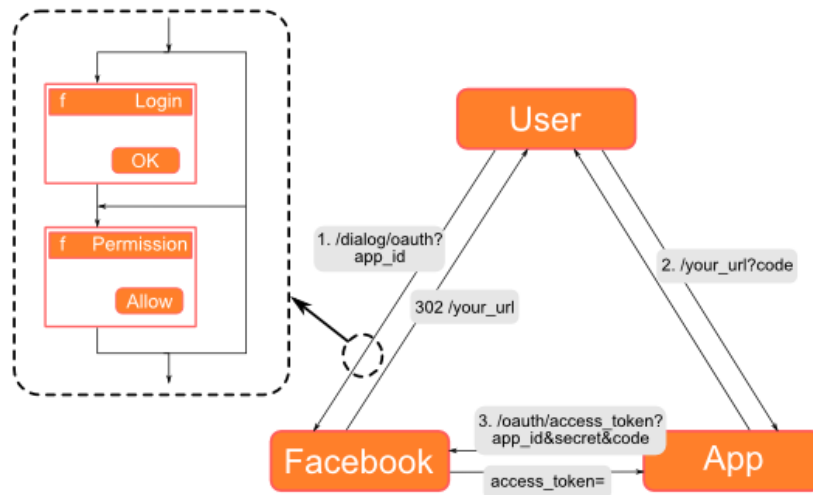 f Login
OK
f Permission
Allow
User
1. /dialog/oauth?
app_id
302 /your_url
2. /your_url?code
3. /oauth/access_token?
app_id&secret&code
Facebook
App
access_token=